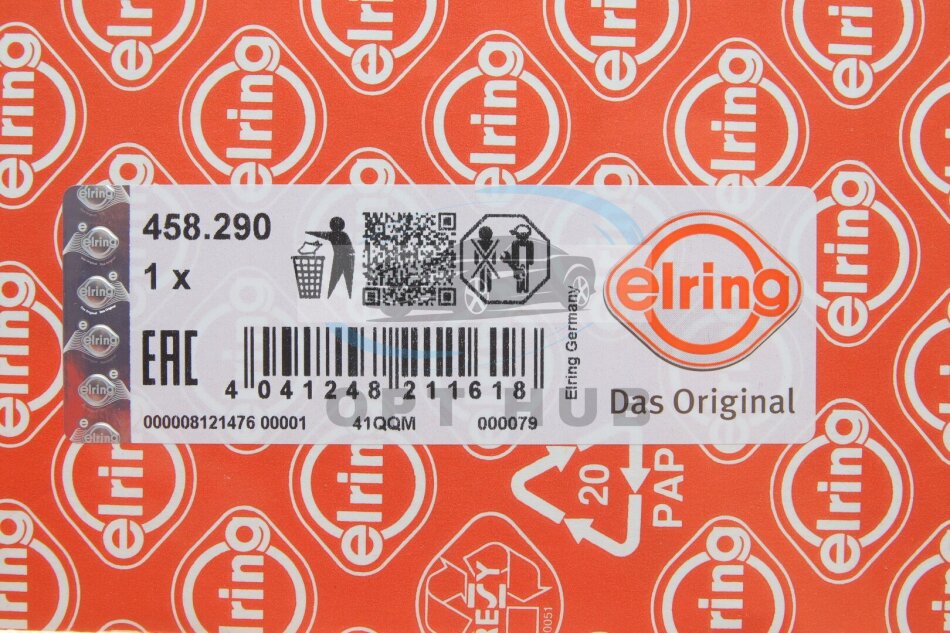 458.290
1 x
EAC
4 041248 211618
000008121476 00001 41QQM 000079
Elring Germany
elring
Das Original
OPT HUB
20
PAP
RESY